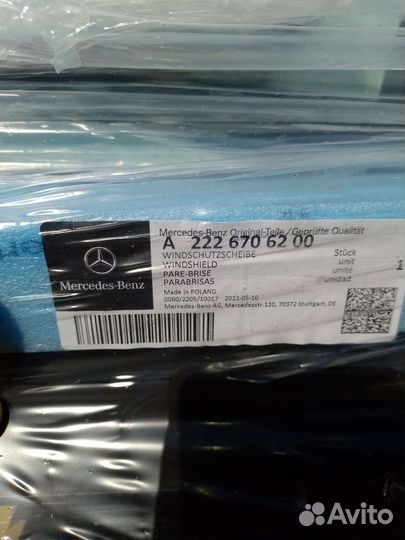 Mercedes-Benz Original-Teile/Geprüfte Qualität
A 222 670 62 00
WINDSCHUTZSCHEIBE Stück
WINDSHIELD unit
PARE-BRISE unité
PARABRISAS unidad
Made in POLAND
0060/2205/10017 2022-05-10
Mercedes-Benz AG, Mercedesstr.120, 70372 Stuttgart, DE
Mercedes-Benz
Avito